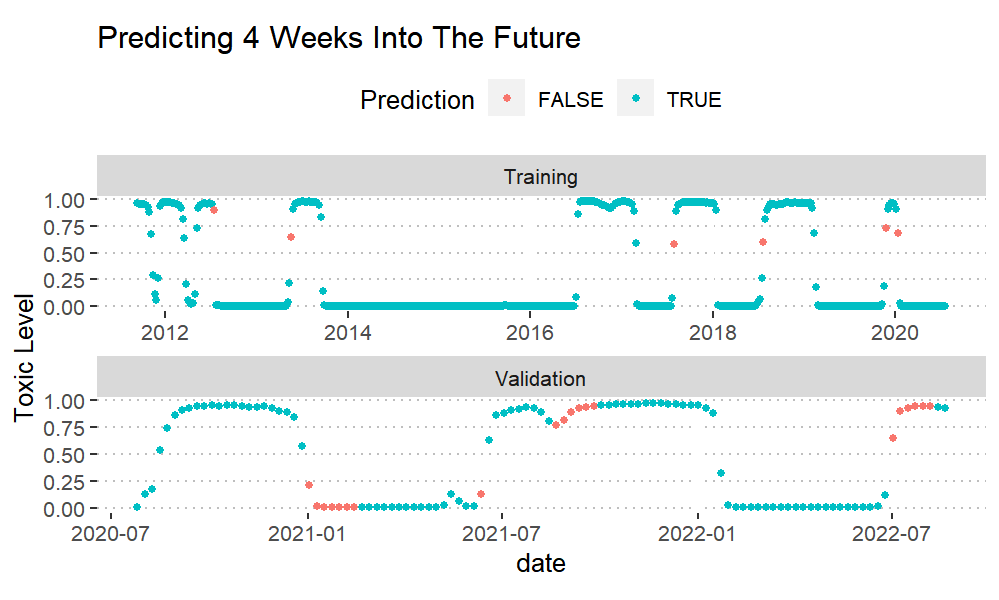 Predicting 4 Weeks Into The Future
Prediction FALSE TRUE
Training
1.00
0.75
0.50
0.25
0.00
2012 2014 2016 2018 2020
Toxic Level
Validation
1.00
0.75
0.50
0.25
0.00
2020-07 2021-01 2021-07 2022-01 2022-07
date